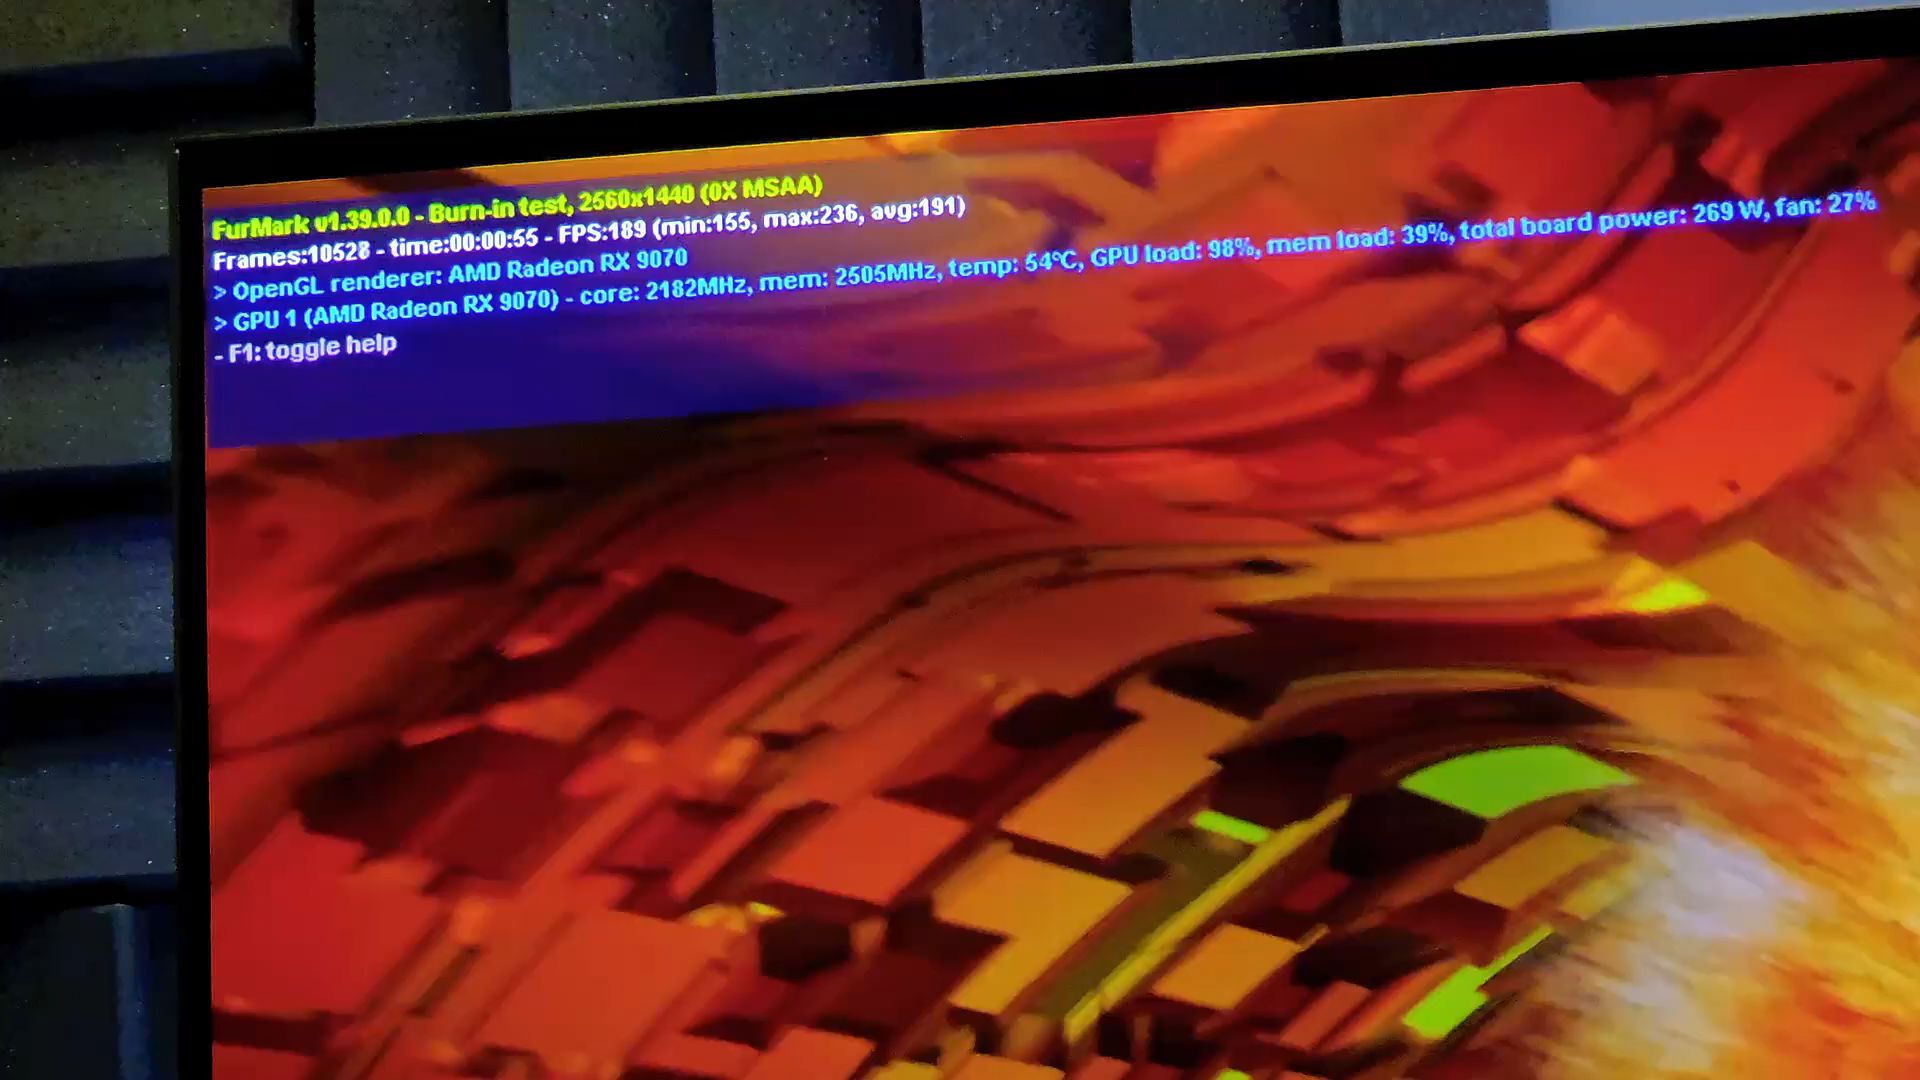 FurMark v1.39.0.0 - Burn-in test, 2560x1440 (0X MSAA)
Frames:10528 - time:00:00:55 - FPS:189 (min:155, max:236, avg:191)
> OpenGL renderer: AMD Radeon RX 9070
> GPU 1 (AMD Radeon RX 9070) - core: 2182MHz, mem: 2505MHz, temp: 54°C, GPU load: 98%, mem load: 39%, total board power: 269 W, fan: 27%
- F1: toggle help